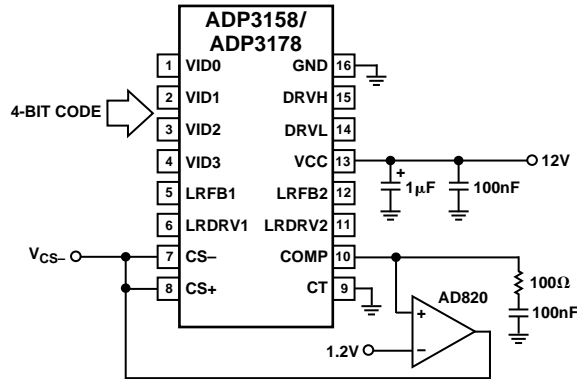 ADP3158/
ADP3178
1 VID0 GND 16
2 VID1 DRVH 15
4-BIT CODE
3 VID2 DRVL 14
4 VID3 VCC 13 12V
+
1μF 100nF
5 LRFB1 LRFB2 12
6 LRDRV1 LRDRV2 11
VCS– 7 CS– COMP 10
8 CS+ CT 9
100Ω
100nF
AD820
+
1.2V –